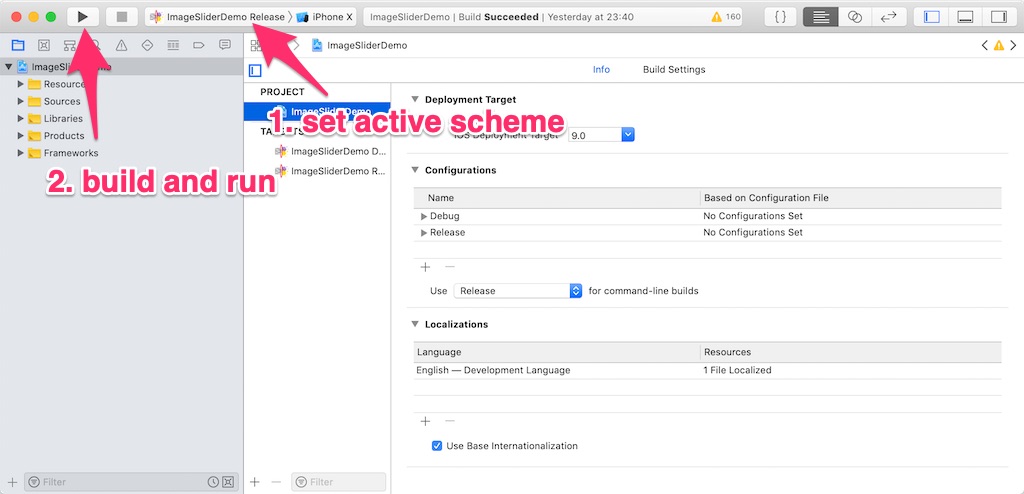 ImageSliderDemo Release 〉 iPhone X
ImageSliderDemo | Build Succeeded | Yesterday at 23:40
160
{ }
ImageSliderDemo
Info
Build Settings
ImageSliderDemo
Resources
Sources
Libraries
Products
Frameworks
PROJECT
ImageSliderDemo
TARGETS
ImageSliderDemo D...
ImageSliderDemo R...
1. set active scheme
2. build and run
Deployment Target
iOS Deployment Target 9.0
Configurations
Name Based on Configuration File
Debug No Configurations Set
Release No Configurations Set
Use Release for command-line builds
Localizations
Language Resources
English — Development Language 1 File Localized
Use Base Internationalization
Filter
Filter